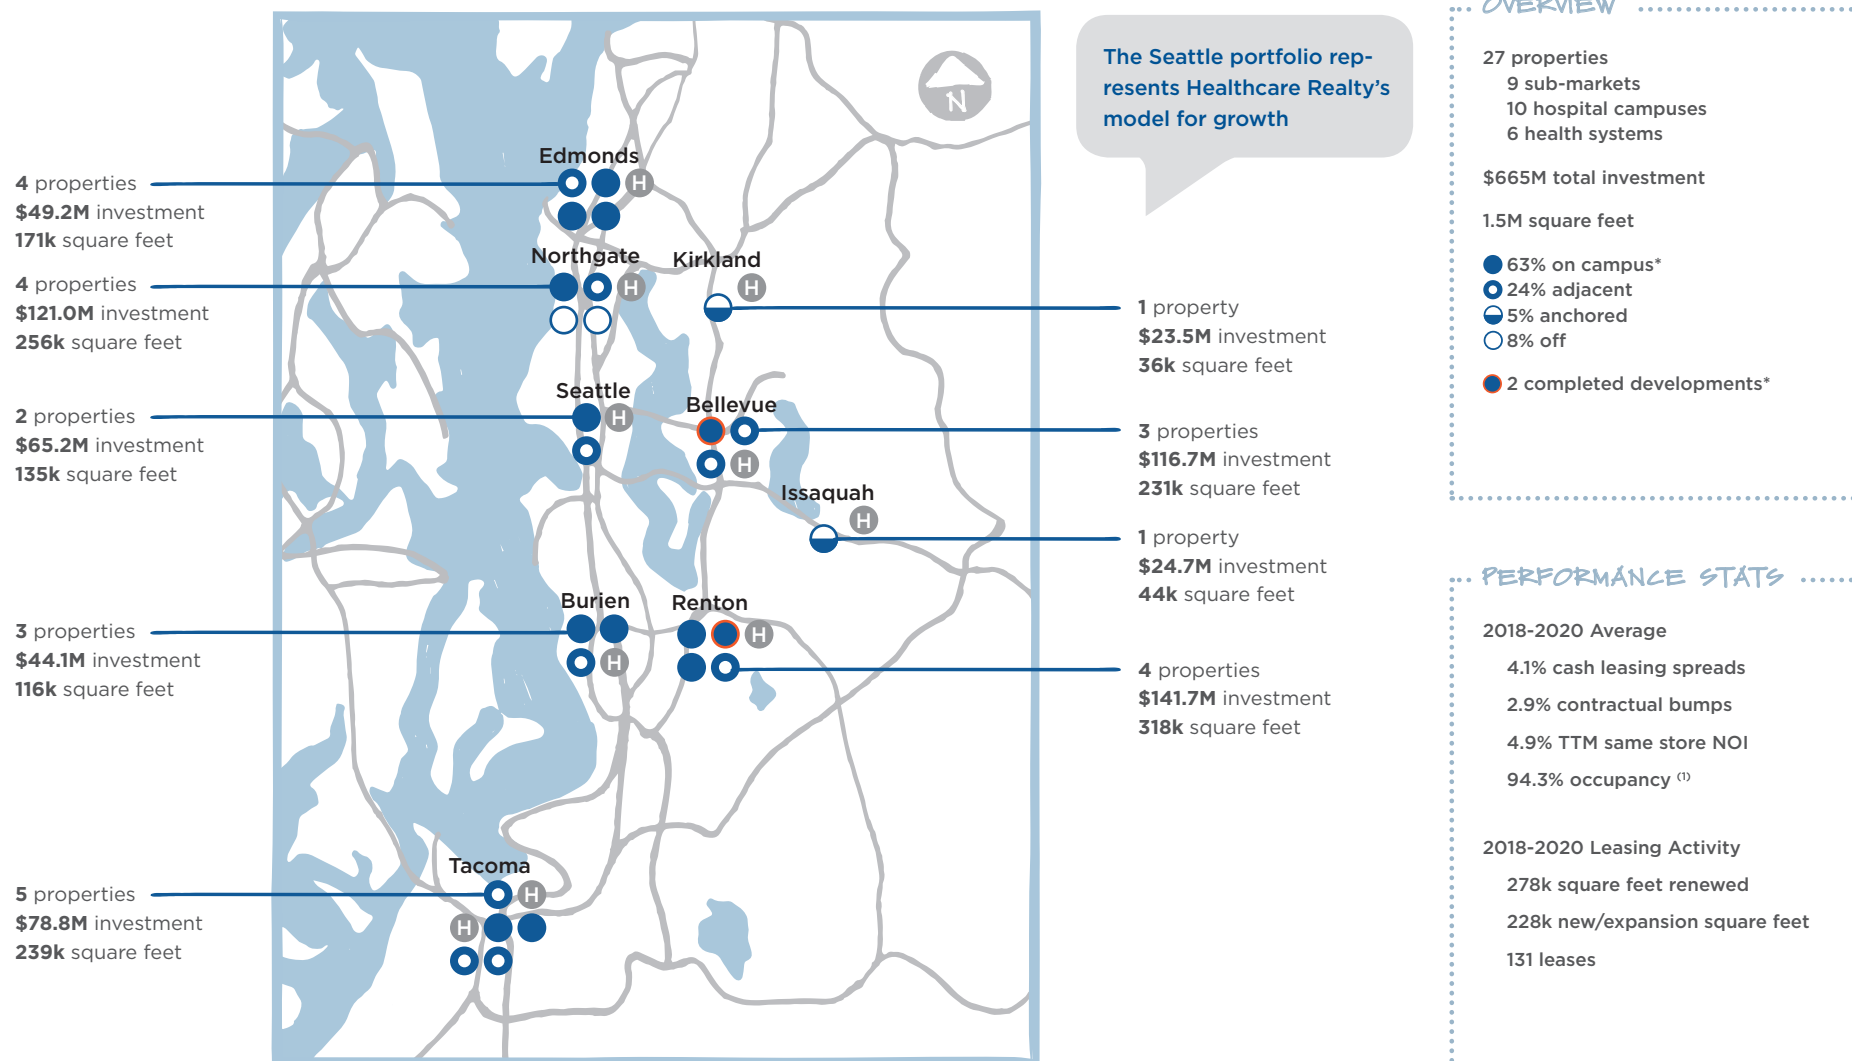 The Seattle portfolio rep-
resents Healthcare Realty's
model for growth
N
Edmonds
H
4 properties
$49.2M investment
171k square feet
Northgate
H
4 properties
$121.0M investment
256k square feet
Kirkland
H
1 property
$23.5M investment
36k square feet
Seattle
H
2 properties
$65.2M investment
135k square feet
Bellevue
H
3 properties
$116.7M investment
231k square feet
Issaquah
H
1 property
$24.7M investment
44k square feet
Burien
H
3 properties
$44.1M investment
116k square feet
Renton
H
4 properties
$141.7M investment
318k square feet
Tacoma
H
H
5 properties
$78.8M investment
239k square feet
OVERVIEW
27 properties
9 sub-markets
10 hospital campuses
6 health systems
$665M total investment
1.5M square feet
63% on campus*
24% adjacent
5% anchored
8% off
2 completed developments*
PERFORMANCE STATS
2018-2020 Average
4.1% cash leasing spreads
2.9% contractual bumps
4.9% TTM same store NOI
94.3% occupancy (1)
2018-2020 Leasing Activity
278k square feet renewed
228k new/expansion square feet
131 leases